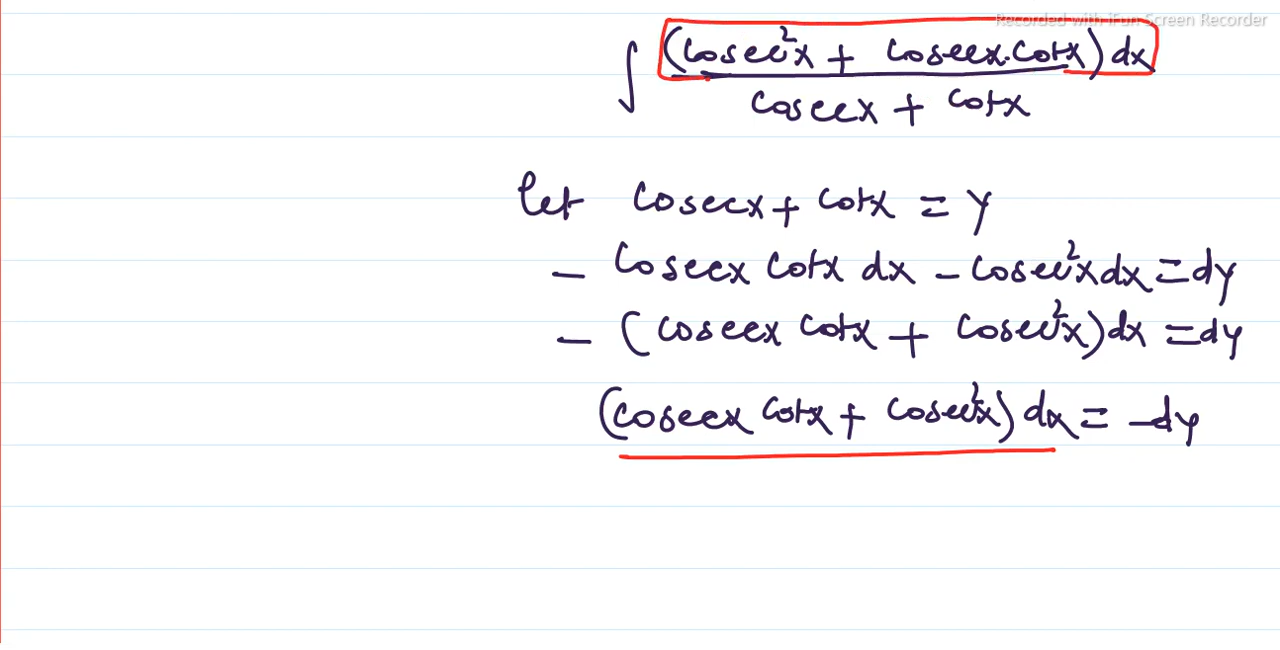 Recorded with iFun Screen Recorder
∫ (cosec²x + cosecx.cotx) dx
cosecx + cotx
let cosecx + cotx = y
- cosecx cotx dx - cosec²x dx = dy
- (cosecx cotx + cosec²x) dx = dy
(cosecx cotx + cosec²x) dx = -dy